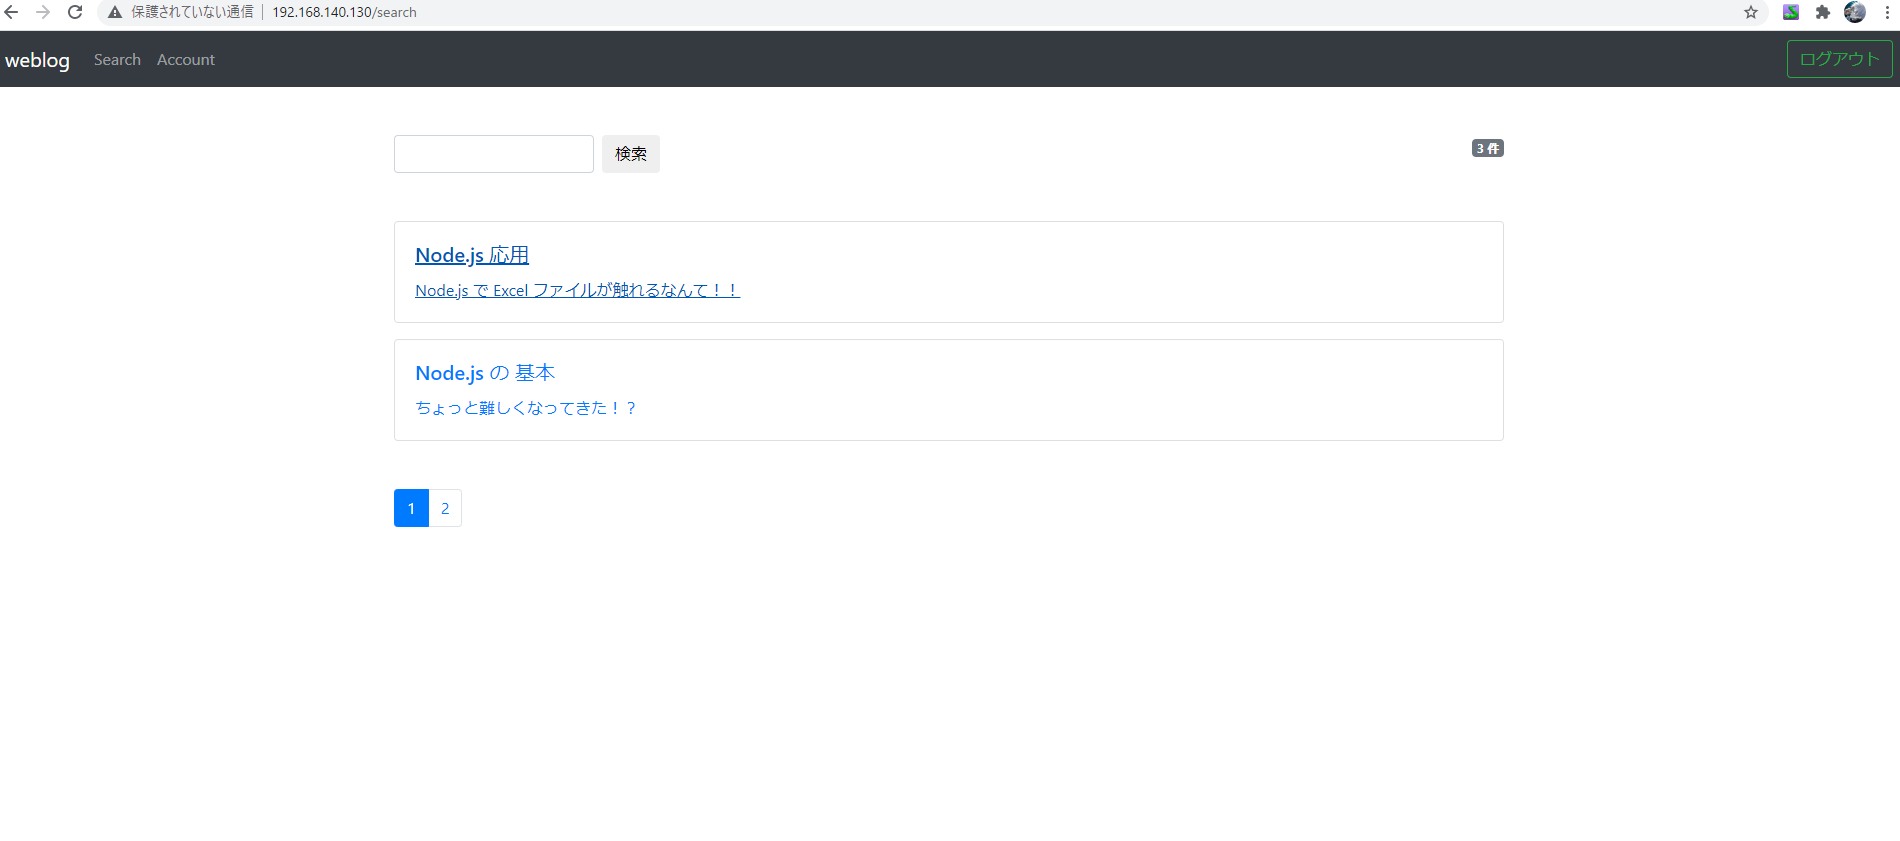 保護されていない通信 192.168.140.130/search
weblog Search Account ログアウト
検索 3 件
Node.js 応用
Node.js で Excel ファイルが触れるなんて！！
Node.js の 基本
ちょっと難しくなってきた！？
1 2